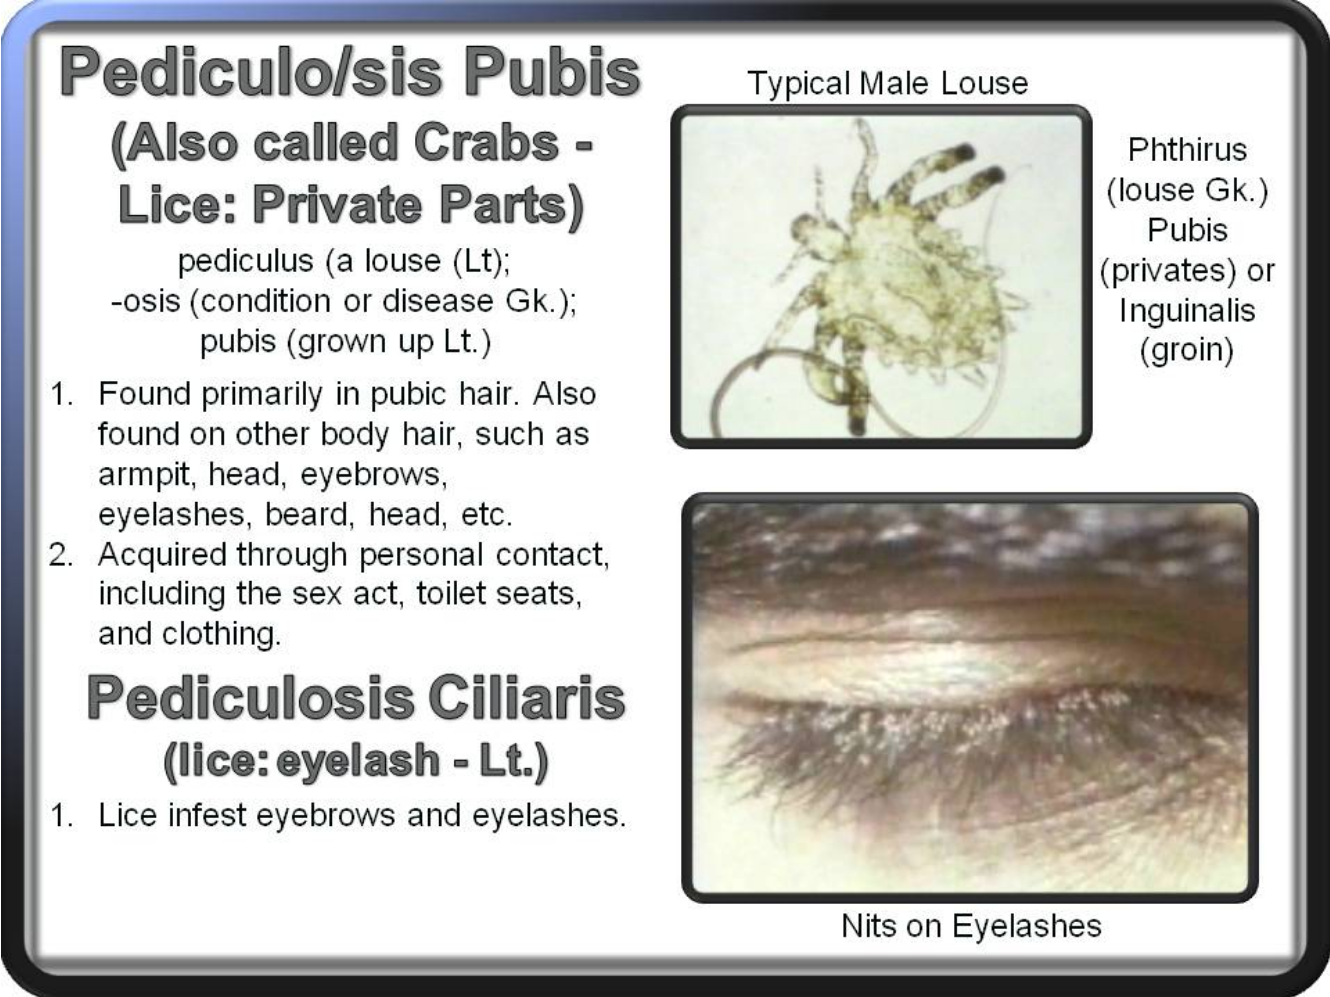 Pediculo/sis Pubis
(Also called Crabs -
Lice: Private Parts)
pediculus (a louse (Lt);
-osis (condition or disease Gk.);
pubis (grown up Lt.)
1. Found primarily in pubic hair. Also
found on other body hair, such as
armpit, head, eyebrows,
eyelashes, beard, head, etc.
2. Acquired through personal contact,
including the sex act, toilet seats,
and clothing.
Pediculosis Ciliaris
(lice: eyelash - Lt.)
1. Lice infest eyebrows and eyelashes.
Typical Male Louse
Phthirus
(louse Gk.)
Pubis
(privates) or
Inguinalis
(groin)
Nits on Eyelashes